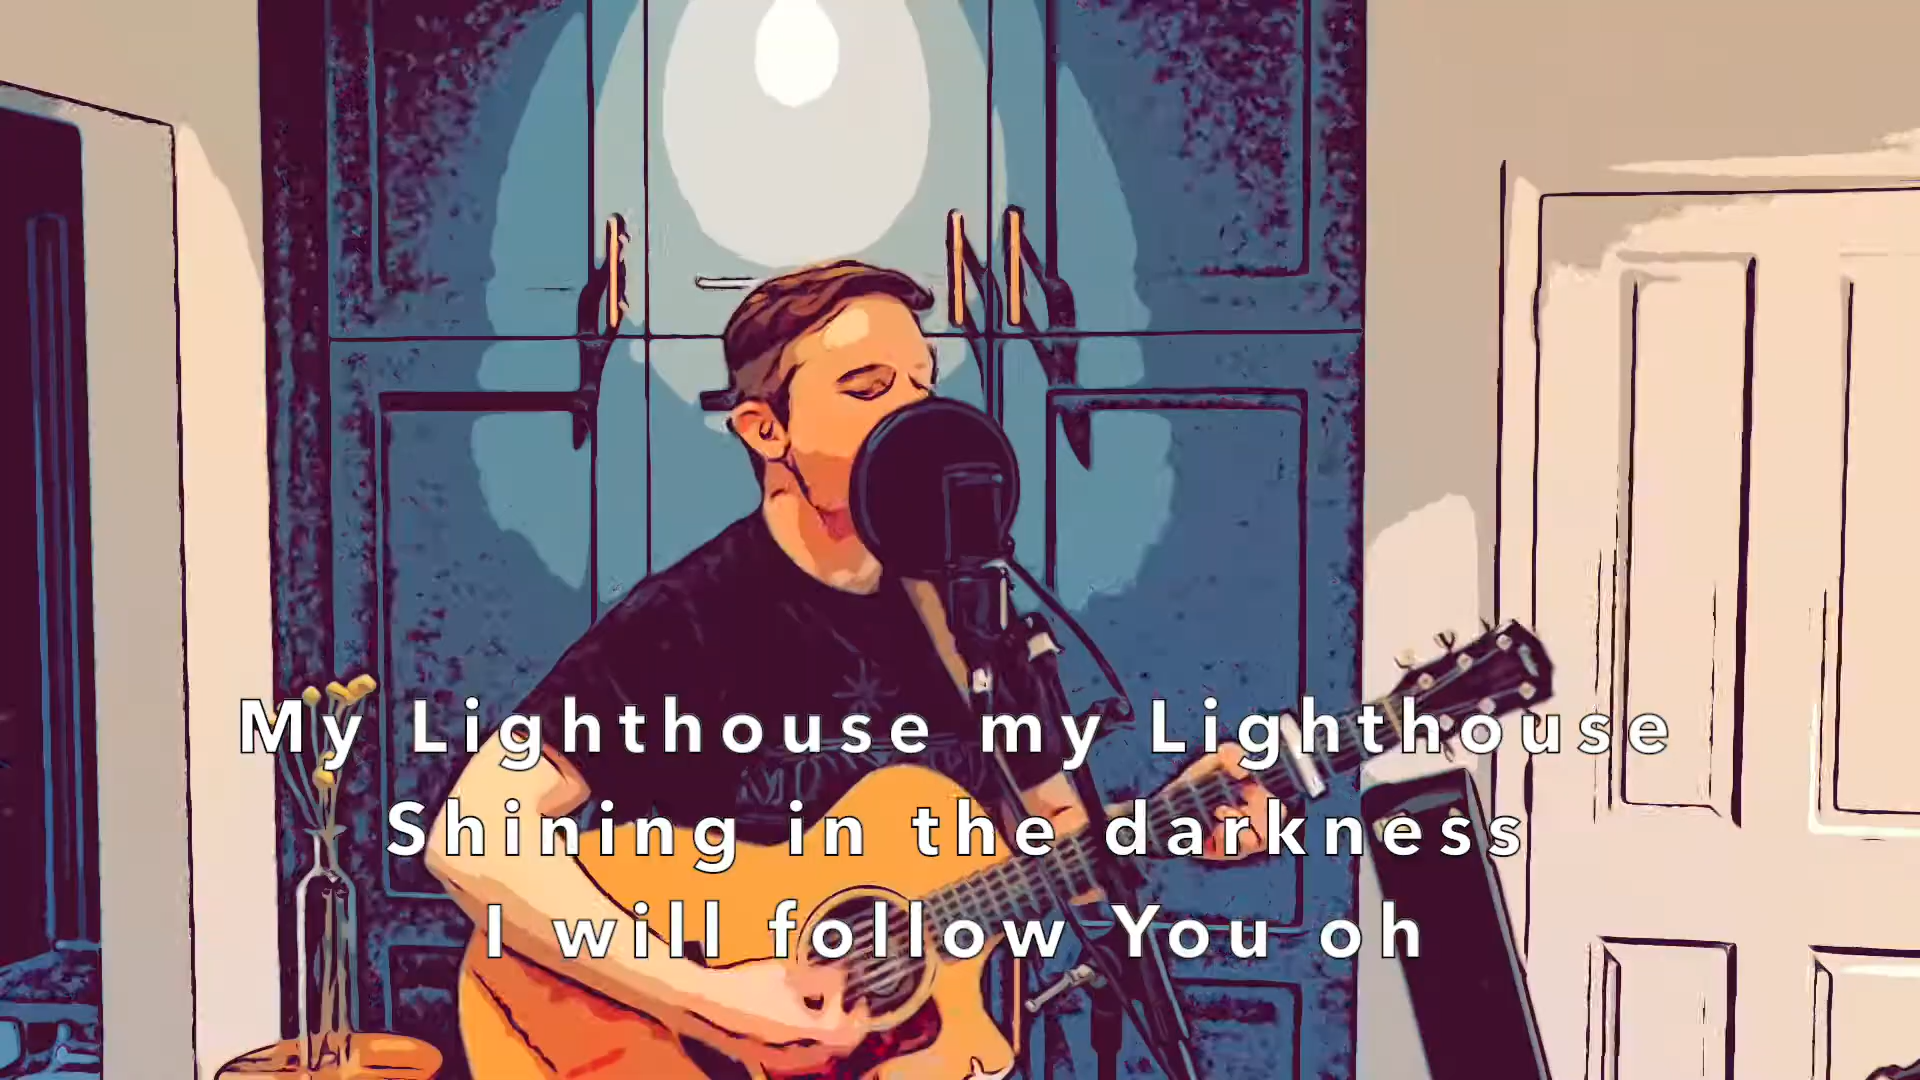 My Lighthouse my Lighthouse
Shining in the darkness
I will follow You oh